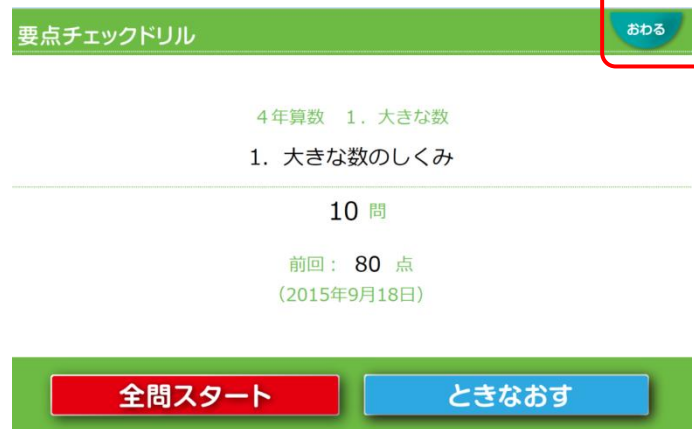 要点チェックドリル
おわる
4年算数 1．大きな数
1．大きな数のしくみ
10 問
前回： 80 点
（2015年9月18日）
全問スタート
ときなおす